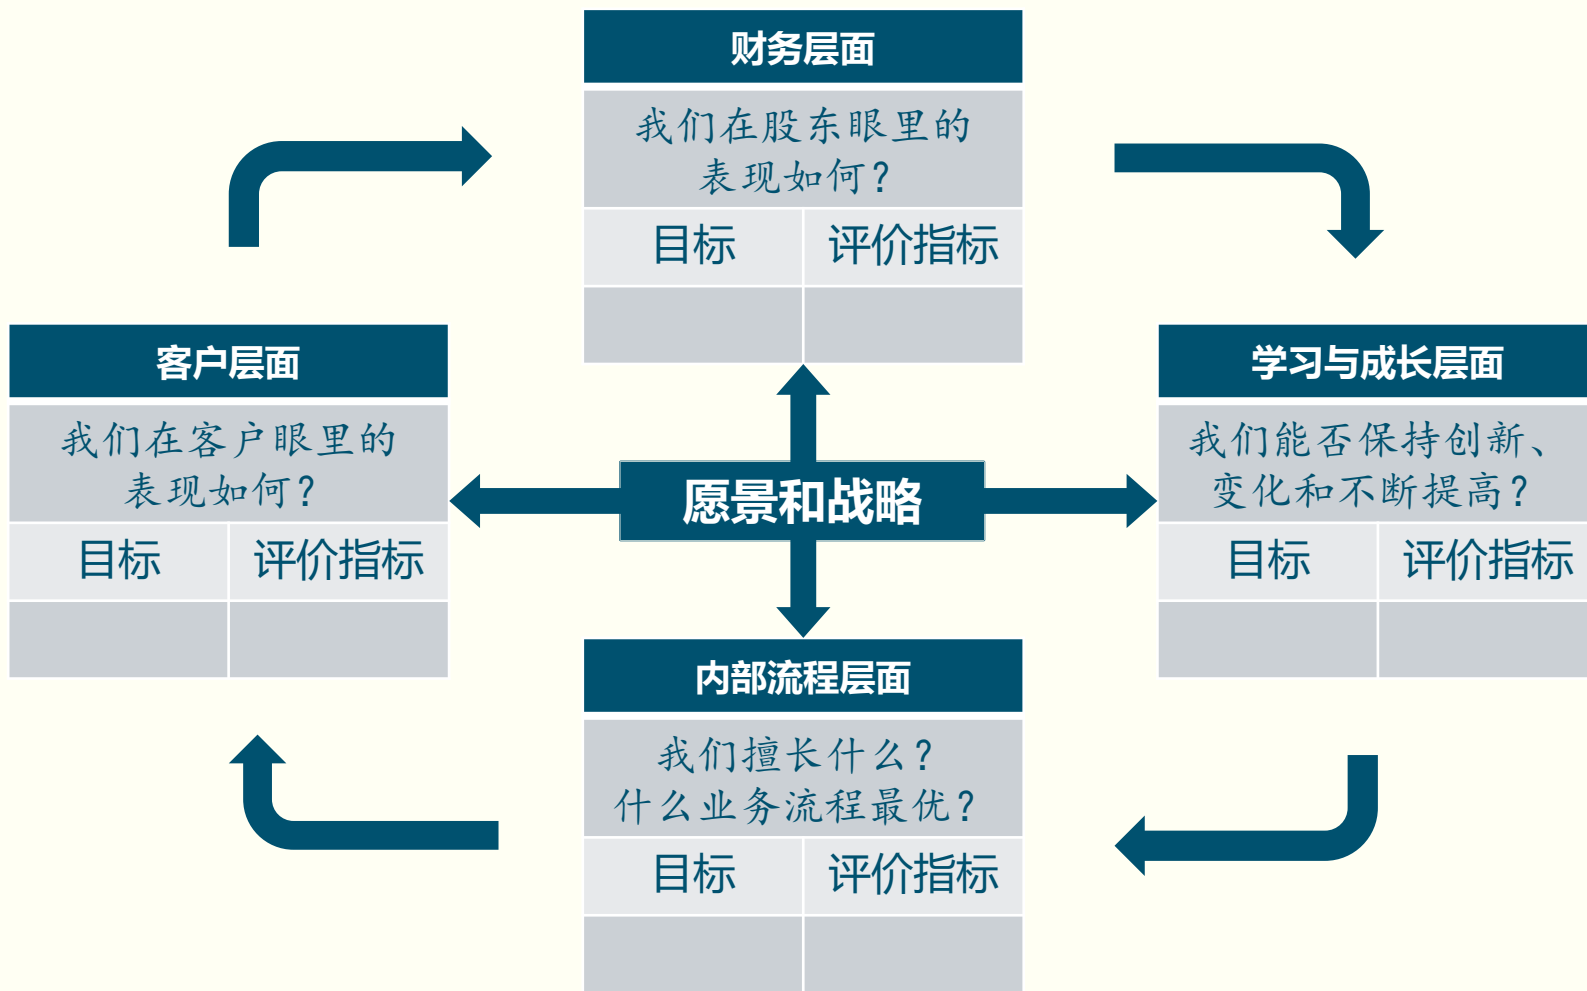 财务层面
我们在股东眼里的
表现如何？
目标 评价指标
客户层面
我们在客户眼里的
表现如何？
目标 评价指标
愿景和战略
学习与成长层面
我们能否保持创新、
变化和不断提高？
目标 评价指标
内部流程层面
我们擅长什么？
什么业务流程最优？
目标 评价指标